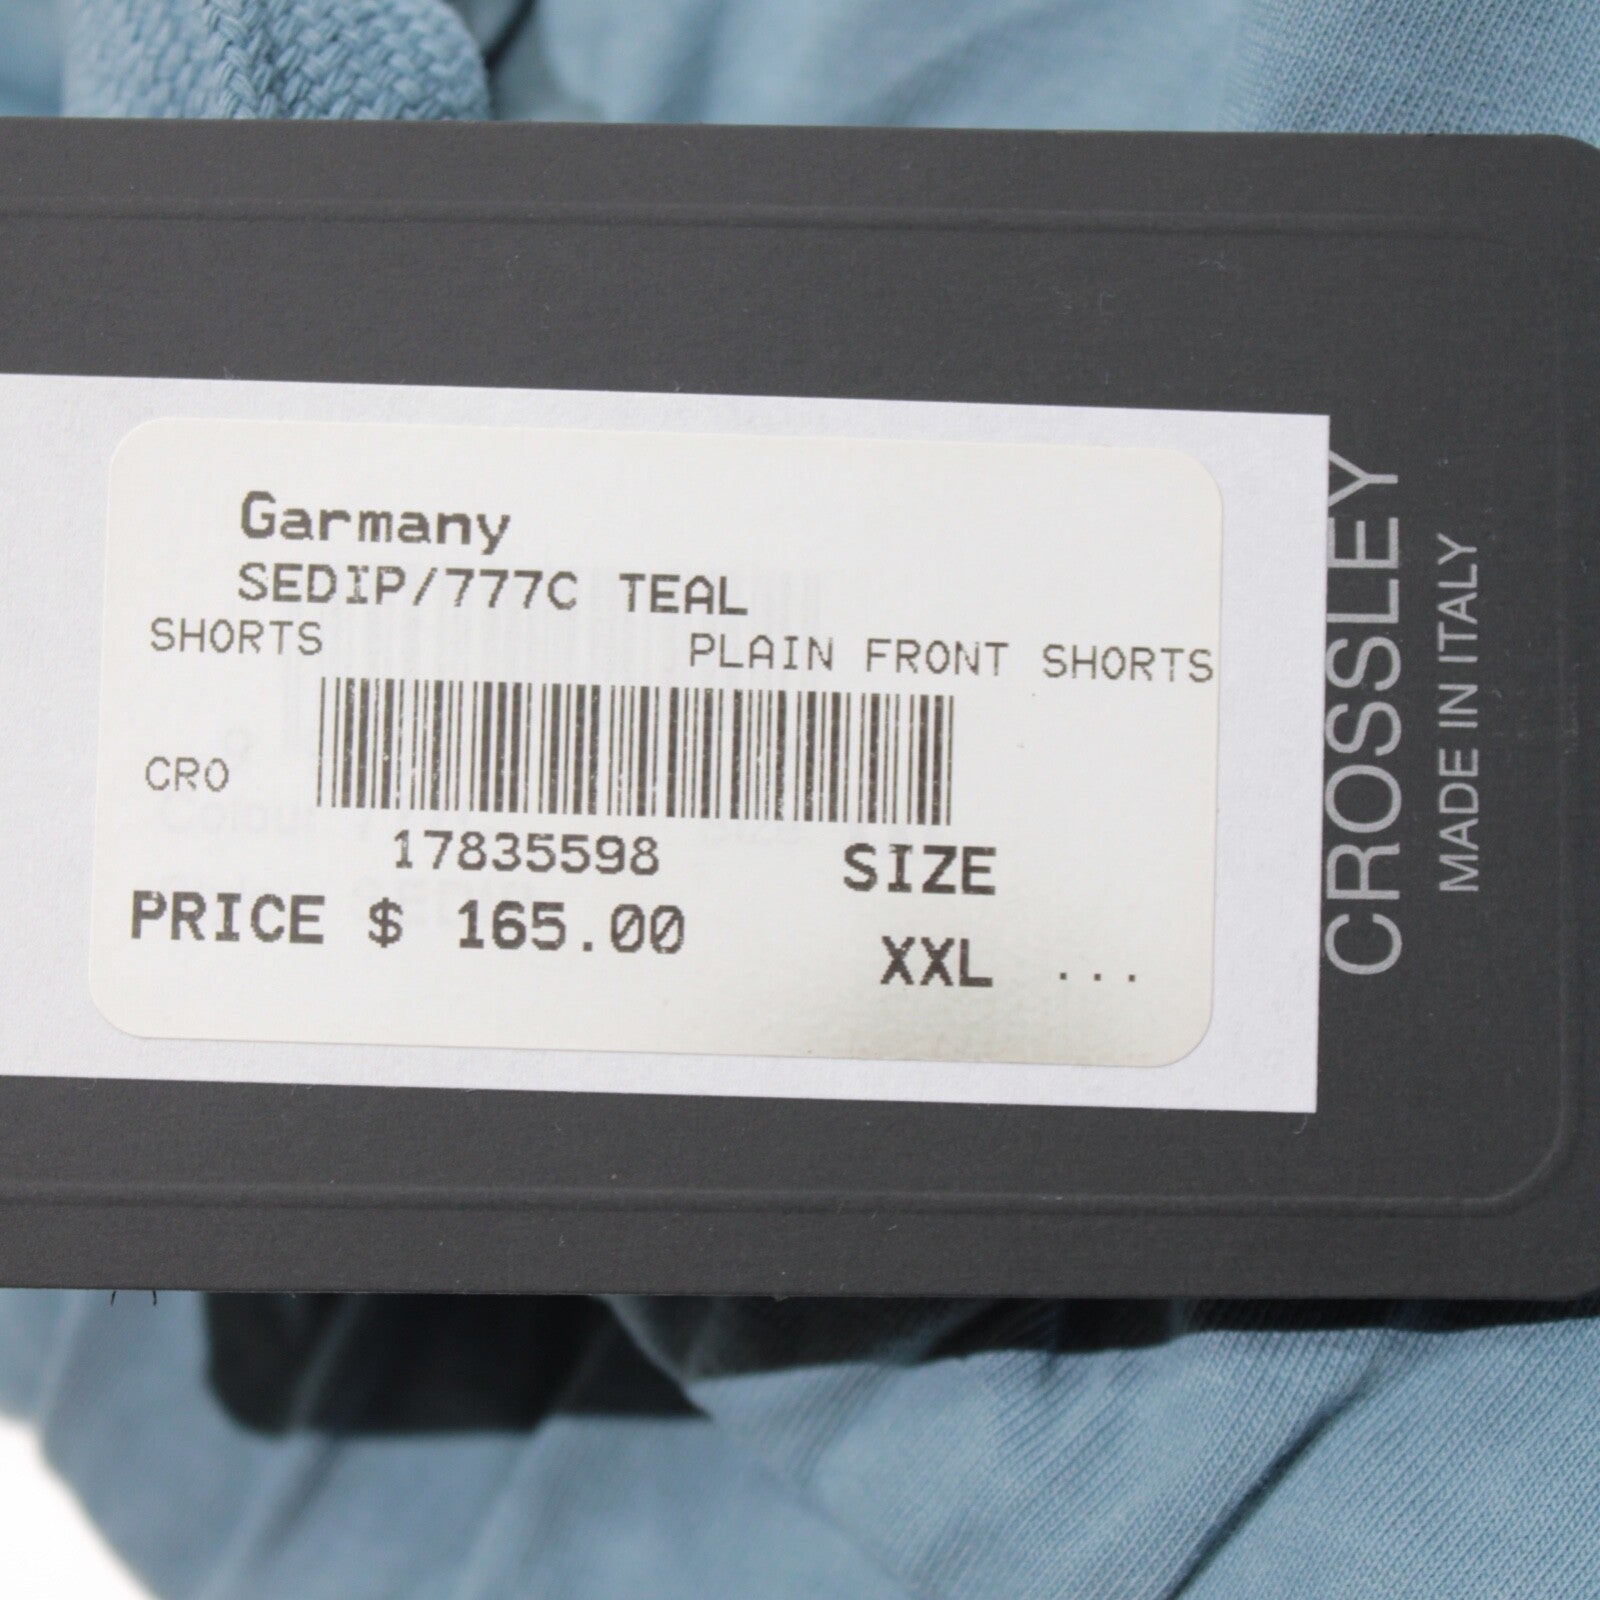 Garmany
SEDIP/777C TEAL
SHORTS PLAIN FRONT SHORTS
CRO
17835598 SIZE
PRICE $ 165.00
XXL ...
CROSSLEY
MADE IN ITALY